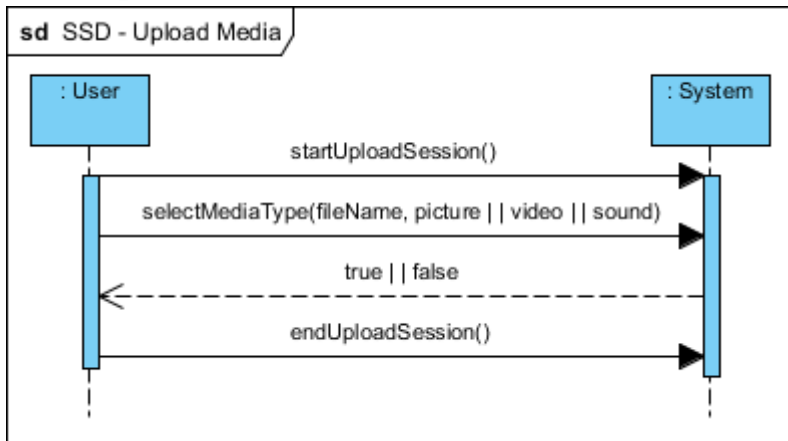 sd SSD - Upload Media
: User
: System
startUploadSession()
selectMediaType(fileName, picture || video || sound)
true || false
endUploadSession()